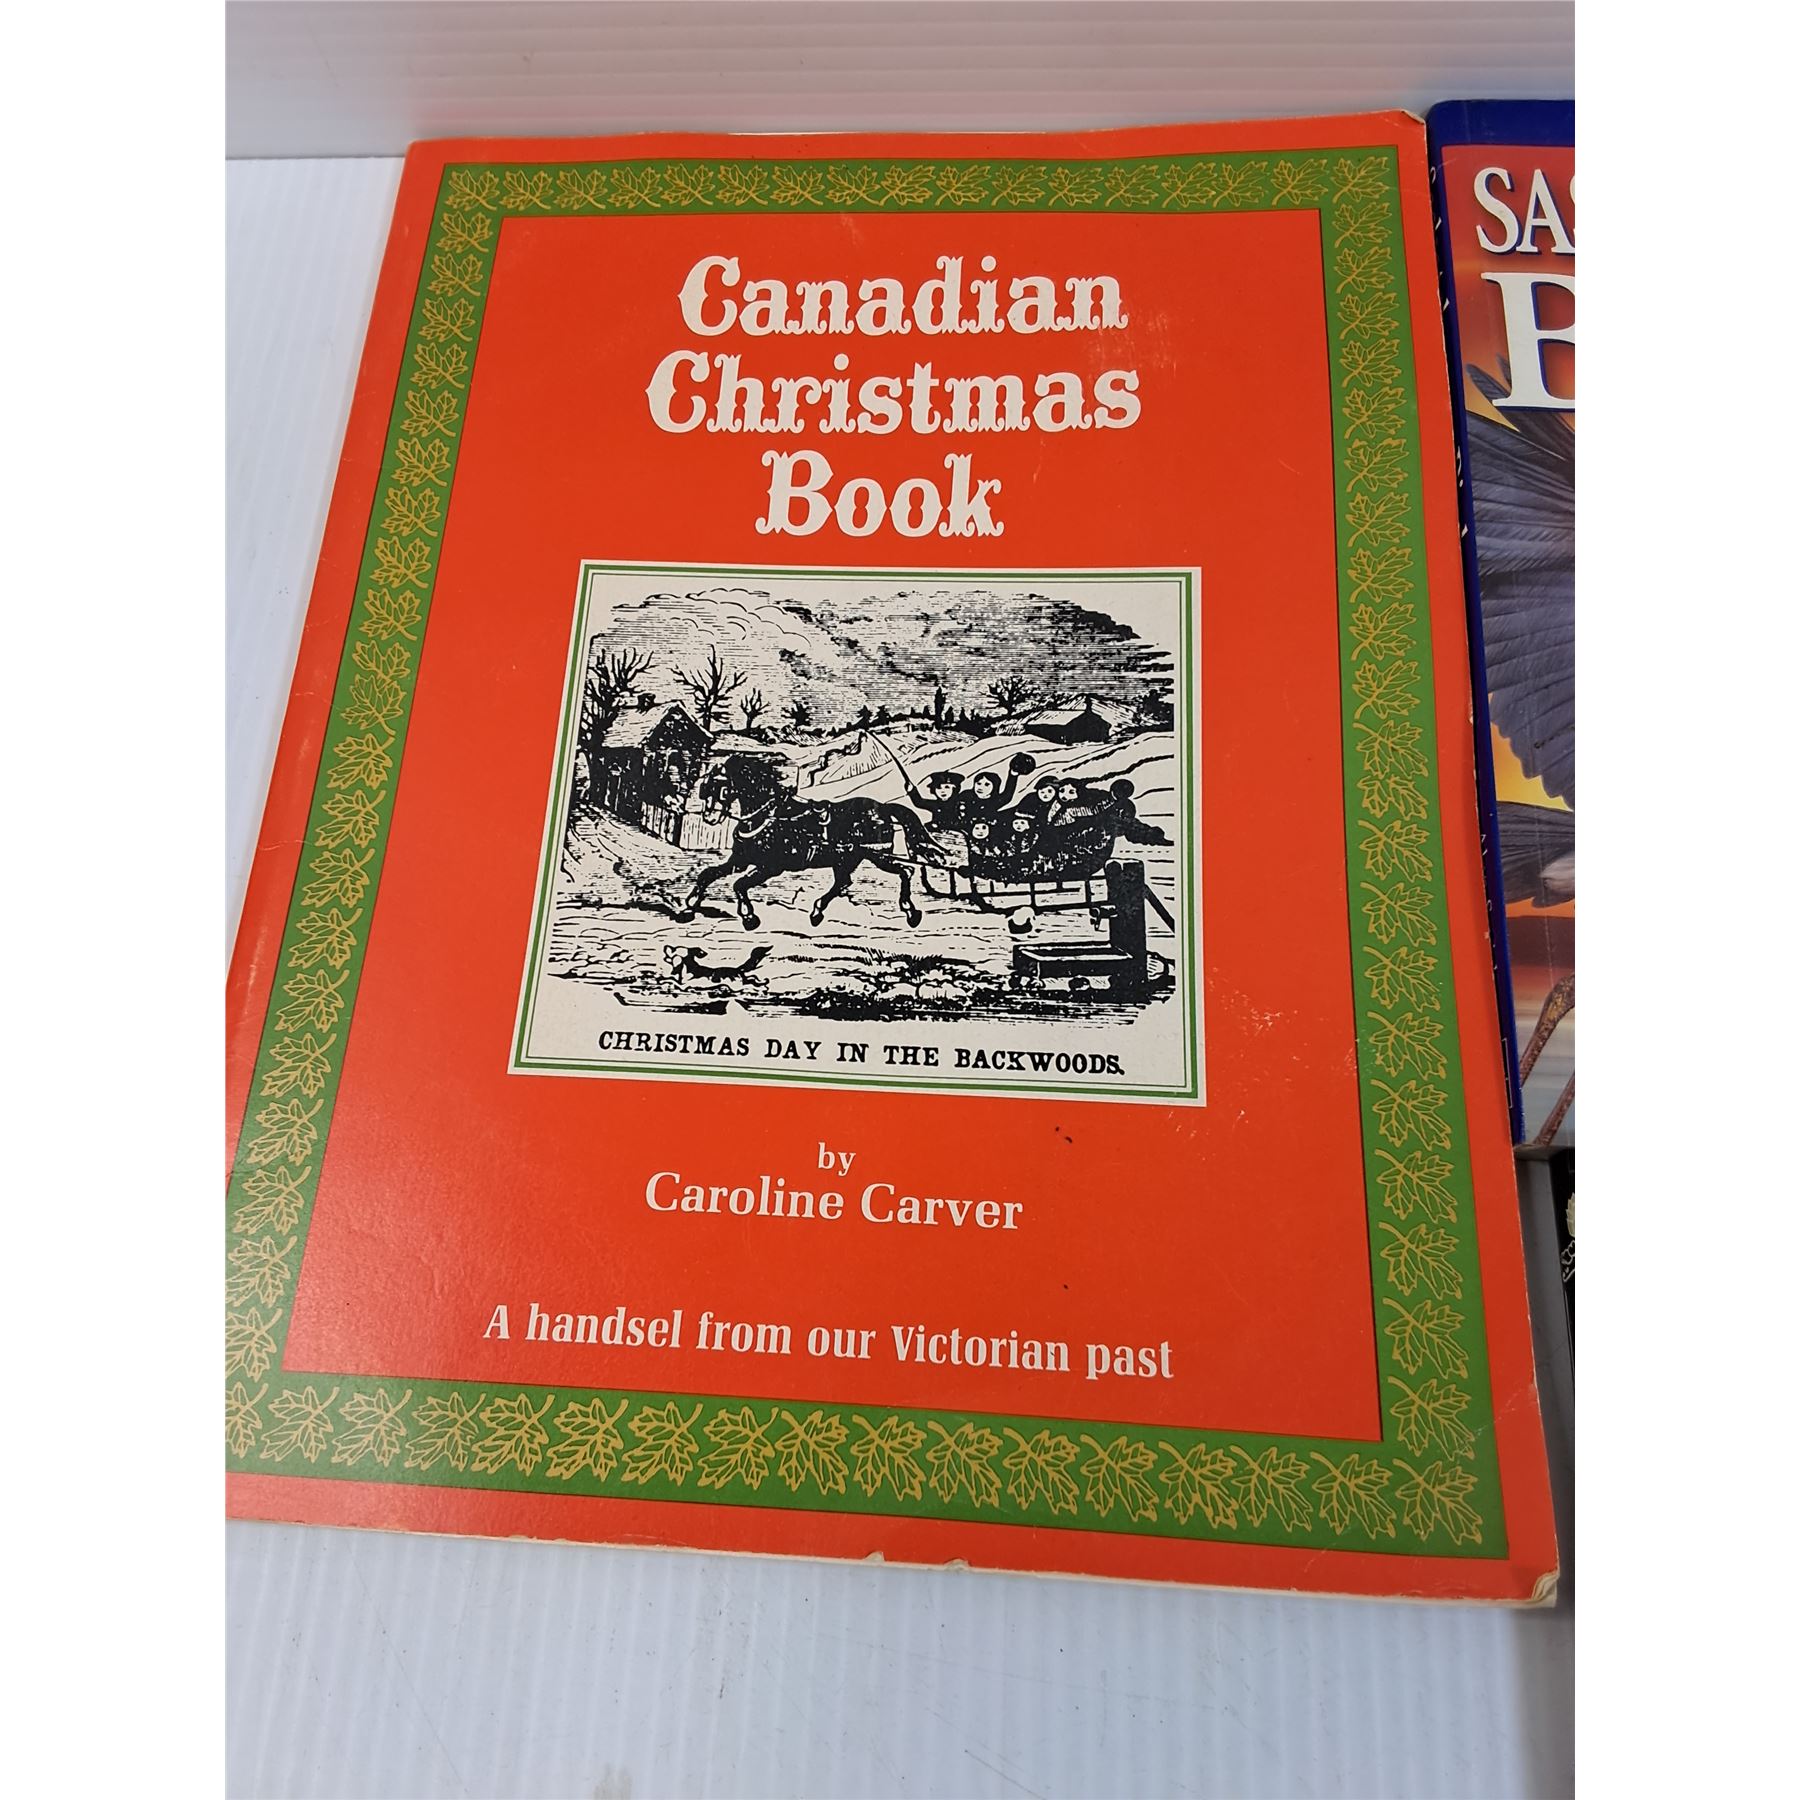 Canadian
Christmas
Book
CHRISTMAS DAY IN THE BACKWOODS.
by
Caroline Carver
A handsel from our Victorian past
SAS
B